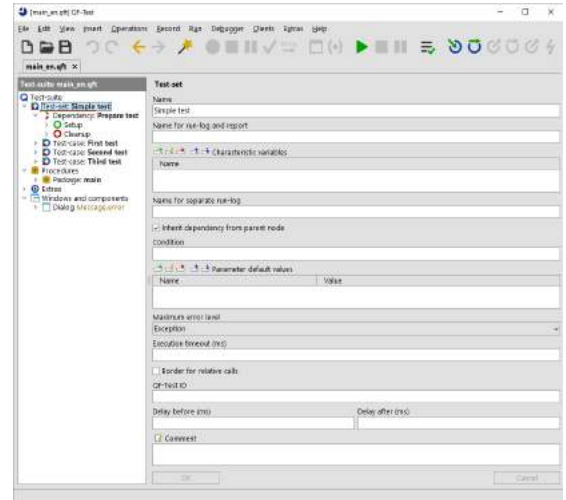 [main_en.qft] QF-Test
File Edit View Insert Operations Record Run Debugger Clients Extras Help
main_en.qft ×
Test-suite main_en.qft
Test-suite
Test-set: Simple test
Dependency: Prepare test
Setup
Cleanup
Test-case: First test
Test-case: Second test
Test-case: Third test
Procedures
Package: main
Extras
Windows and components
Dialog Message.error
Test-set
Name
Simple test
Name for run-log and report
Characteristic variables
Name
Name for separate run-log
Inherit dependency from parent node
Condition
Parameter default values
Name Value
Maximum error level
Exception
Execution timeout (ms)
Border for relative calls
QF-Test ID
Delay before (ms) Delay after (ms)
Comment
OK Cancel